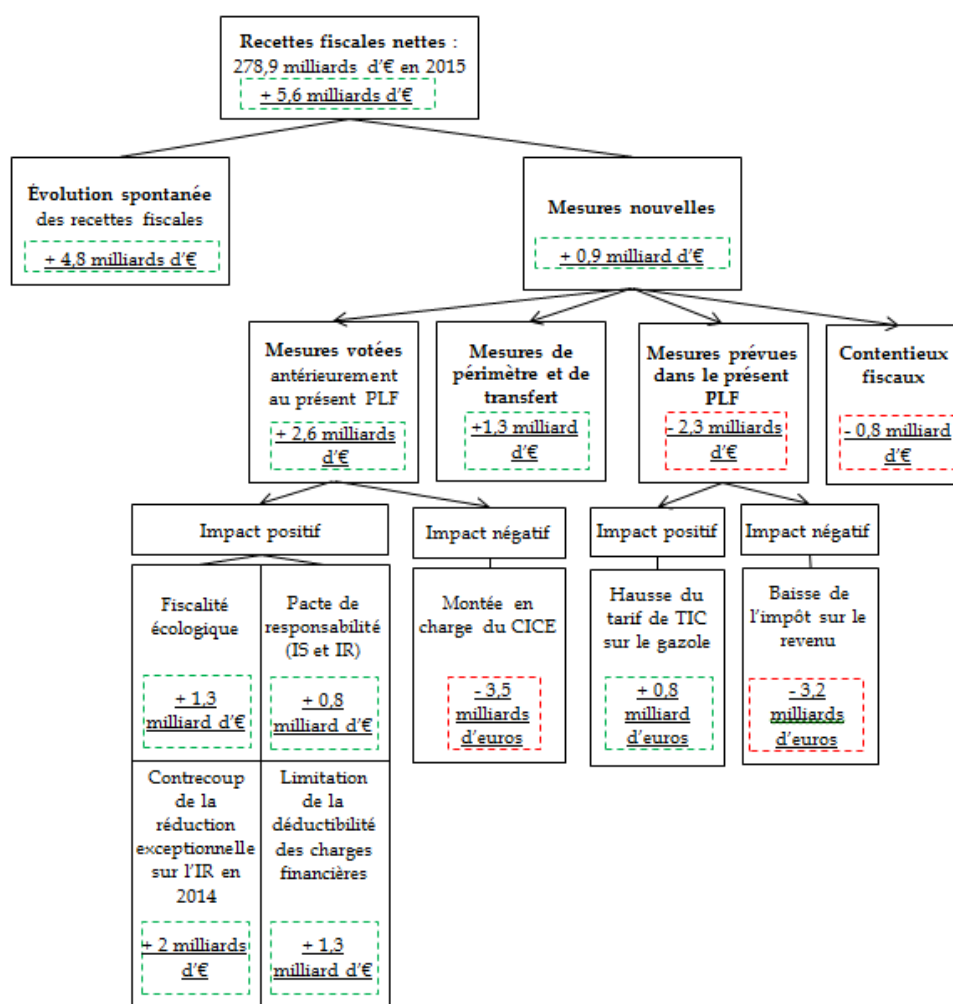 Recettes fiscales nettes :
278,9 milliards d'€ en 2015
+ 5,6 milliards d'€
Évolution spontanée
des recettes fiscales
+ 4,8 milliards d'€
Mesures nouvelles
+ 0,9 milliard d'€
Mesures votées
antérieurement
au présent PLF
+ 2,6 milliards
d'€
Mesures de
périmètre et de
transfert
+1,3 milliard
d'€
Mesures prévues
dans le présent
PLF
- 2,3 milliards
d'€
Contentieux
fiscaux
- 0,8 milliard
d'€
Impact positif
Impact négatif
Impact positif
Impact négatif
Fiscalité
écologique
+ 1,3
milliard d'€
Pacte de
responsabilité
(IS et IR)
+ 0,8
milliard d'€
Montée en
charge du CICE
- 3,5
milliards
d'euros
Hausse du
tarif de TIC
sur le gazole
+ 0,8
milliard
d'euros
Baisse de
l'impôt sur le
revenu
- 3,2
milliards
d'euros
Contrecoup
de la
réduction
exceptionnelle
sur l'IR en
2014
+ 2 milliards
d'€
Limitation
de la
déductibilité
des charges
financières
+ 1,3
milliard d'€